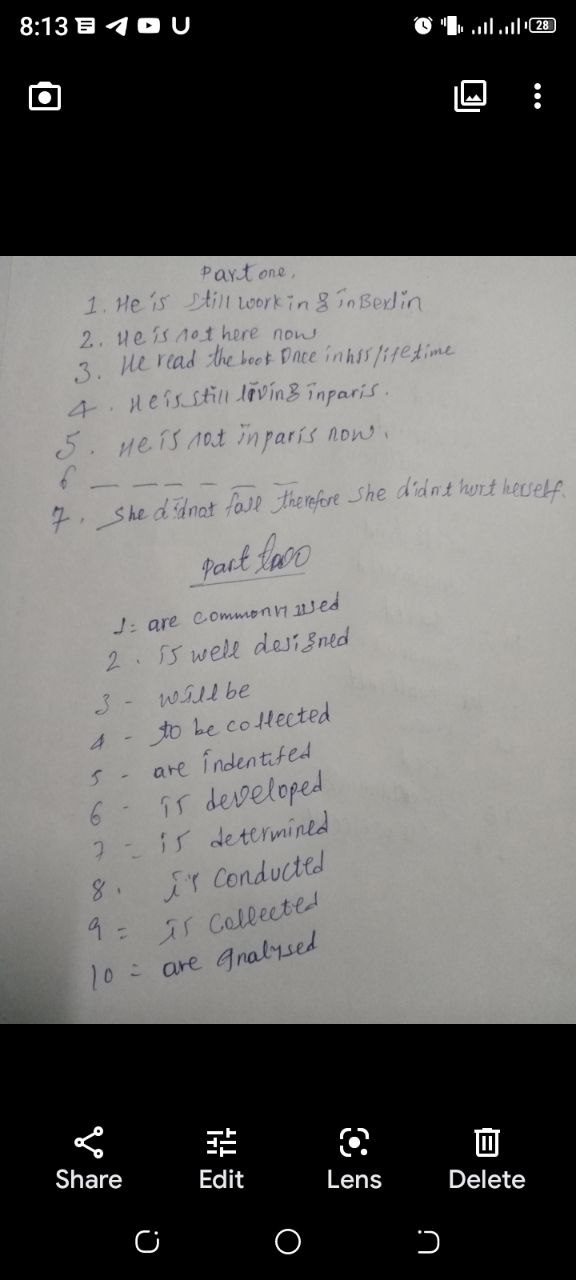 8:13
28
Part one.
1. He is still working in Berlin
2. He is not here now
3. He read the book Once in his lifetime
4. He is still living in paris.
5. He is not in paris now.
6 _ _ _ _ _ _
7. She did not fall therefore she didn't hurt herself.
Part two
1= are commonly used
2. is well designed
3 - will be
4 - to be collected
5 - are indentifed
6 - is developed
7 = is determined
8. is conducted
9 = is Collected
10 = are analysed
Share
Edit
Lens
Delete